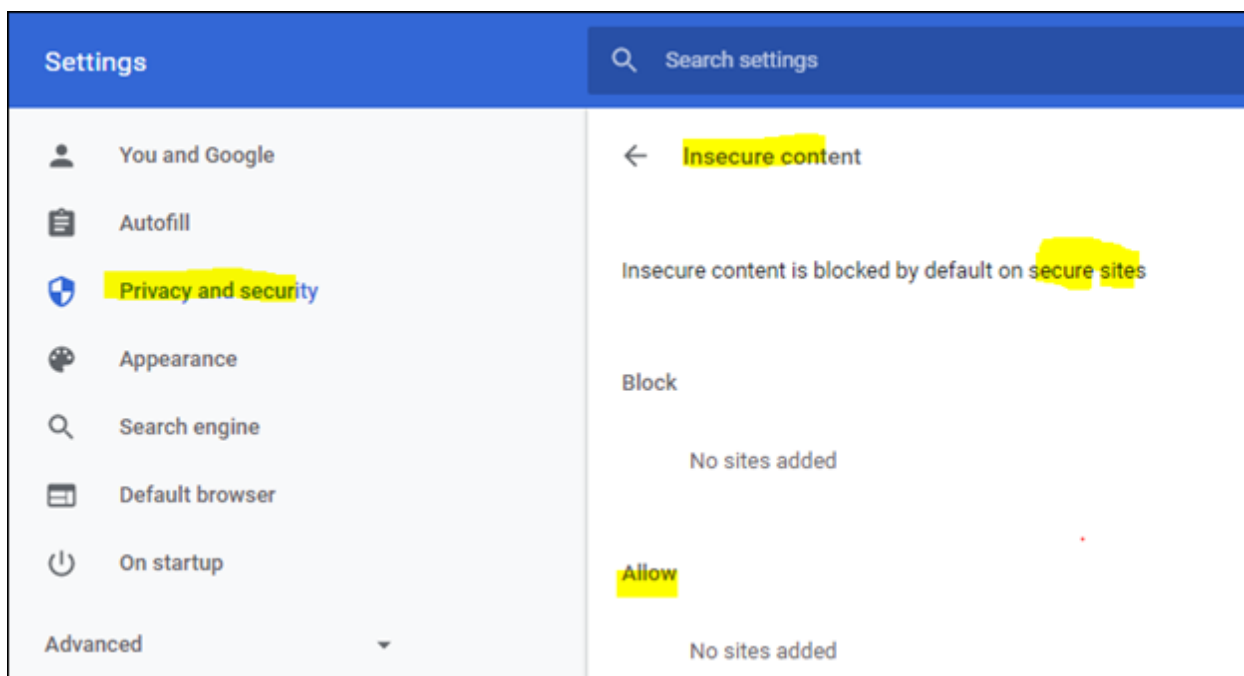 Settings
Search settings
You and Google
Autofill
Privacy and security
Appearance
Search engine
Default browser
On startup
Advanced
Insecure content
Insecure content is blocked by default on secure sites
Block
No sites added
Allow
No sites added